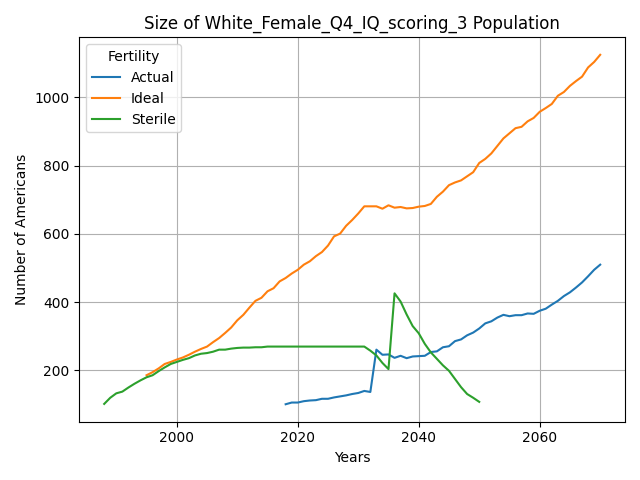 Size of White_Female_Q4_IQ_scoring_3 Population
Fertility
Actual
Ideal
Sterile
Number of Americans
1000
800
600
400
200
2000
2020
2040
2060
Years